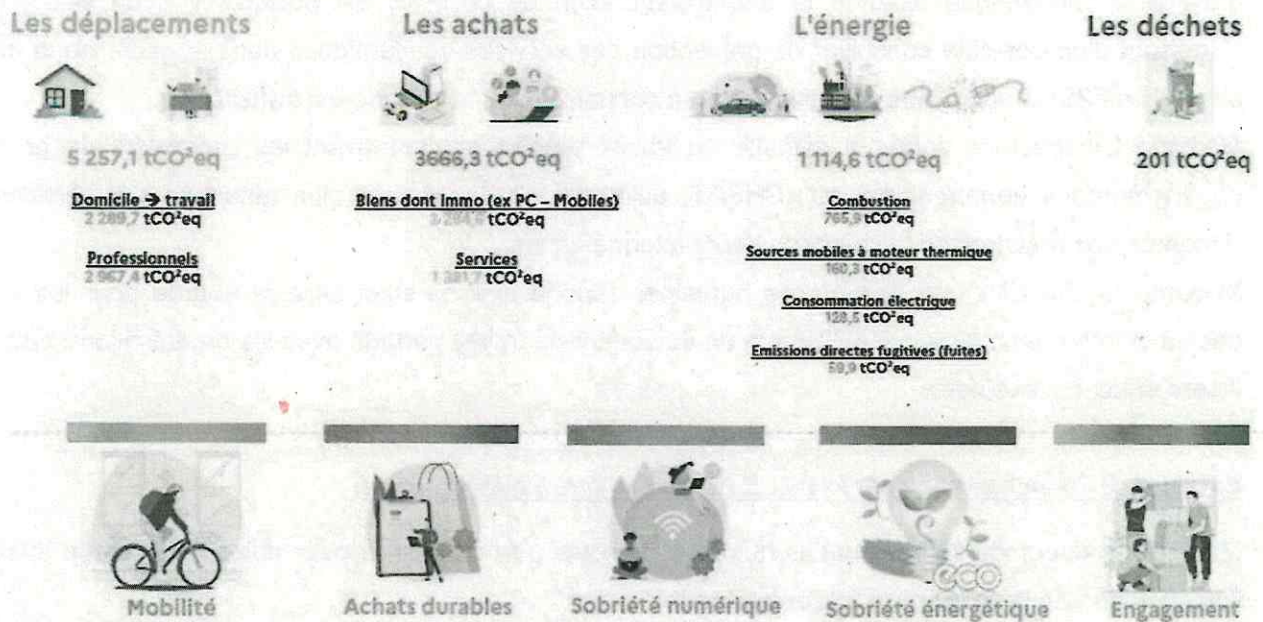 Les déplacements
5 257,1 tCO²eq
Domicile → travail
2 289,7 tCO²eq
Professionnels
2 967,4 tCO²eq
Les achats
3666,3 tCO²eq
Biens dont Immo (ex PC – Mobiles)
tCO²eq
Services
tCO²eq
L'énergie
1 114,6 tCO²eq
Combustion
765,9 tCO²eq
Sources mobiles à moteur thermique
160,3 tCO²eq
Consommation électrique
128,5 tCO²eq
Emissions directes fugitives (fuites)
59,9 tCO²eq
Les déchets
201 tCO²eq
Mobilité
Achats durables
Sobriété numérique
Sobriété énergétique
Engagement